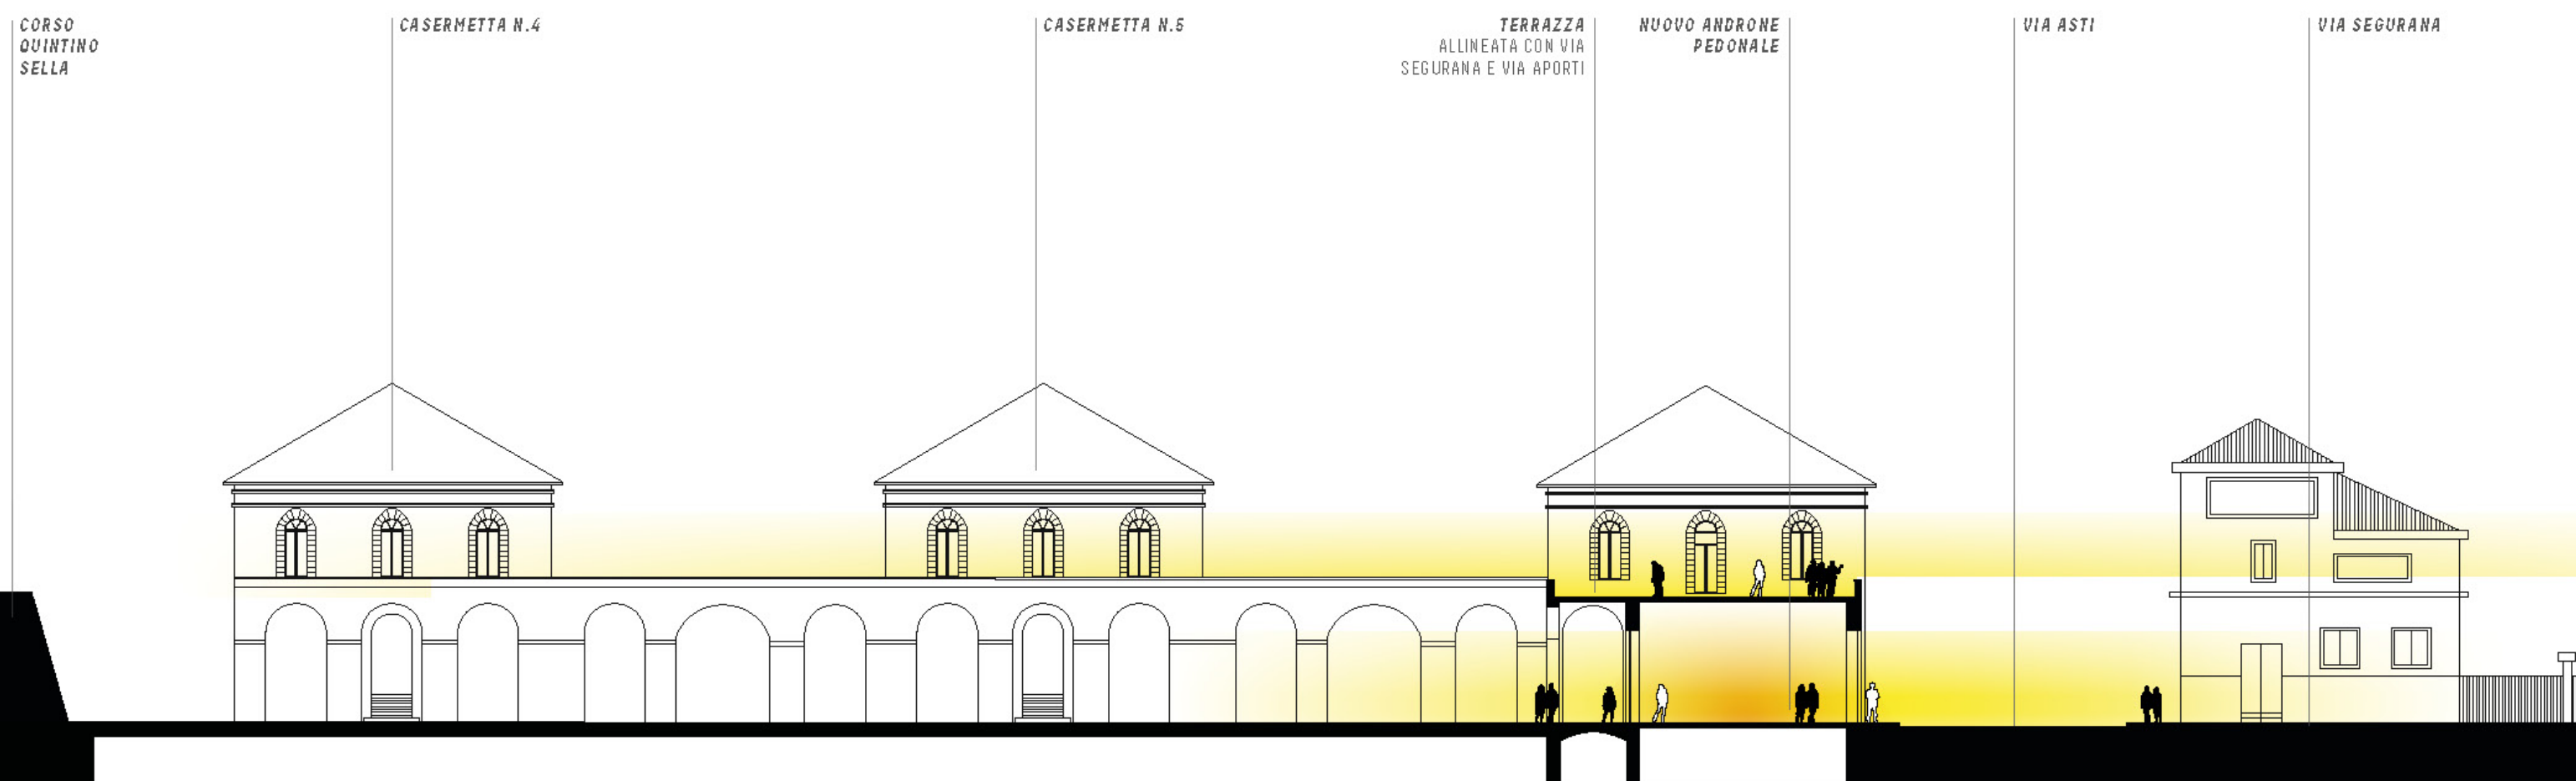 CORSO
QUINTINO
SELLA
CASERMETTA N.4
CASERMETTA N.5
TERRAZZA
ALLINEATA CON VIA
SEGURANA E VIA APORTI
NUOVO ANDRONE
PEDONALE
VIA ASTI
VIA SEGURANA